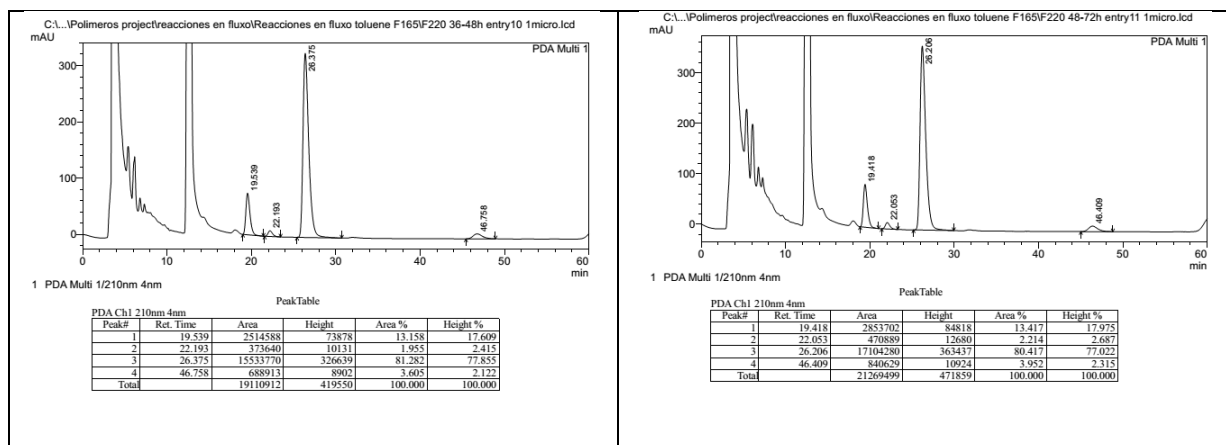 C:\...\Polimeros project\reacciones en fluxo\Reacciones en fluxo toluene F165\F220 36-48h entry10 1micro.lcd
mAU
PDA Multi 1
300
200
100
0
19.539
22.193
26.375
46.758
0 10 20 30 40 50 60
min
1 PDA Multi 1/210nm 4nm
PeakTable
PDA Ch1 210nm 4nm
Peak# Ret. Time Area Height Area % Height %
1 19.539 2514588 73878 13.158 17.609
2 22.193 373640 10131 1.955 2.415
3 26.375 15533770 326639 81.282 77.855
4 46.758 688913 8902 3.605 2.122
Total 19110912 419550 100.000 100.000
C:\...\Polimeros project\reacciones en fluxo\Reacciones en fluxo toluene F165\F220 48-72h entry11 1micro.lcd
mAU
PDA Multi 1
300
200
100
0
19.418
22.053
26.206
46.409
0 10 20 30 40 50 60
min
1 PDA Multi 1/210nm 4nm
PeakTable
PDA Ch1 210nm 4nm
Peak# Ret. Time Area Height Area % Height %
1 19.418 2853702 84818 13.417 17.975
2 22.053 470889 12680 2.214 2.687
3 26.206 17104280 363437 80.417 77.022
4 46.409 840629 10924 3.952 2.315
Total 21269499 471859 100.000 100.000